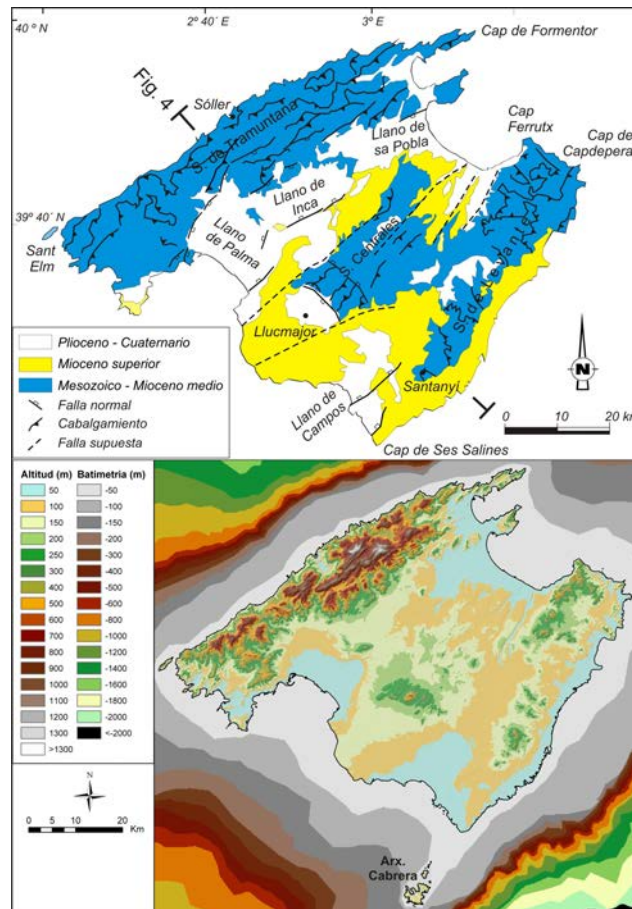 40 º N
2º 40´ E
3º E
Cap de Formentor
Fig. 4
Sóller
S. de Tramuntana
Cap
Ferrutx
Cap de
Capdepera
Llano de
sa Pobla
Llano de
Inca
39º 40´ N
Llano
de Palma
S. Centrales
S. de Levante
Sant
Elm
Llucmajor
Plioceno - Cuaternario
Mioceno superior
Mesozoico - Mioceno medio
Falla normal
Cabalgamiento
Falla supuesta
Santanyí
Llano de
Campos
Cap de Ses Salines
N
0 10 20 km
Altitud (m) Batimetria (m)
50 -50
100 -100
150 -150
200 -200
250 -300
300 -400
400 -500
500 -600
600 -800
700 -1000
800 -1200
900 -1400
1000 -1600
1100 -1800
1200 -2000
1300 <-2000
>1300
N
0 5 10 20
Km
Arx.
Cabrera